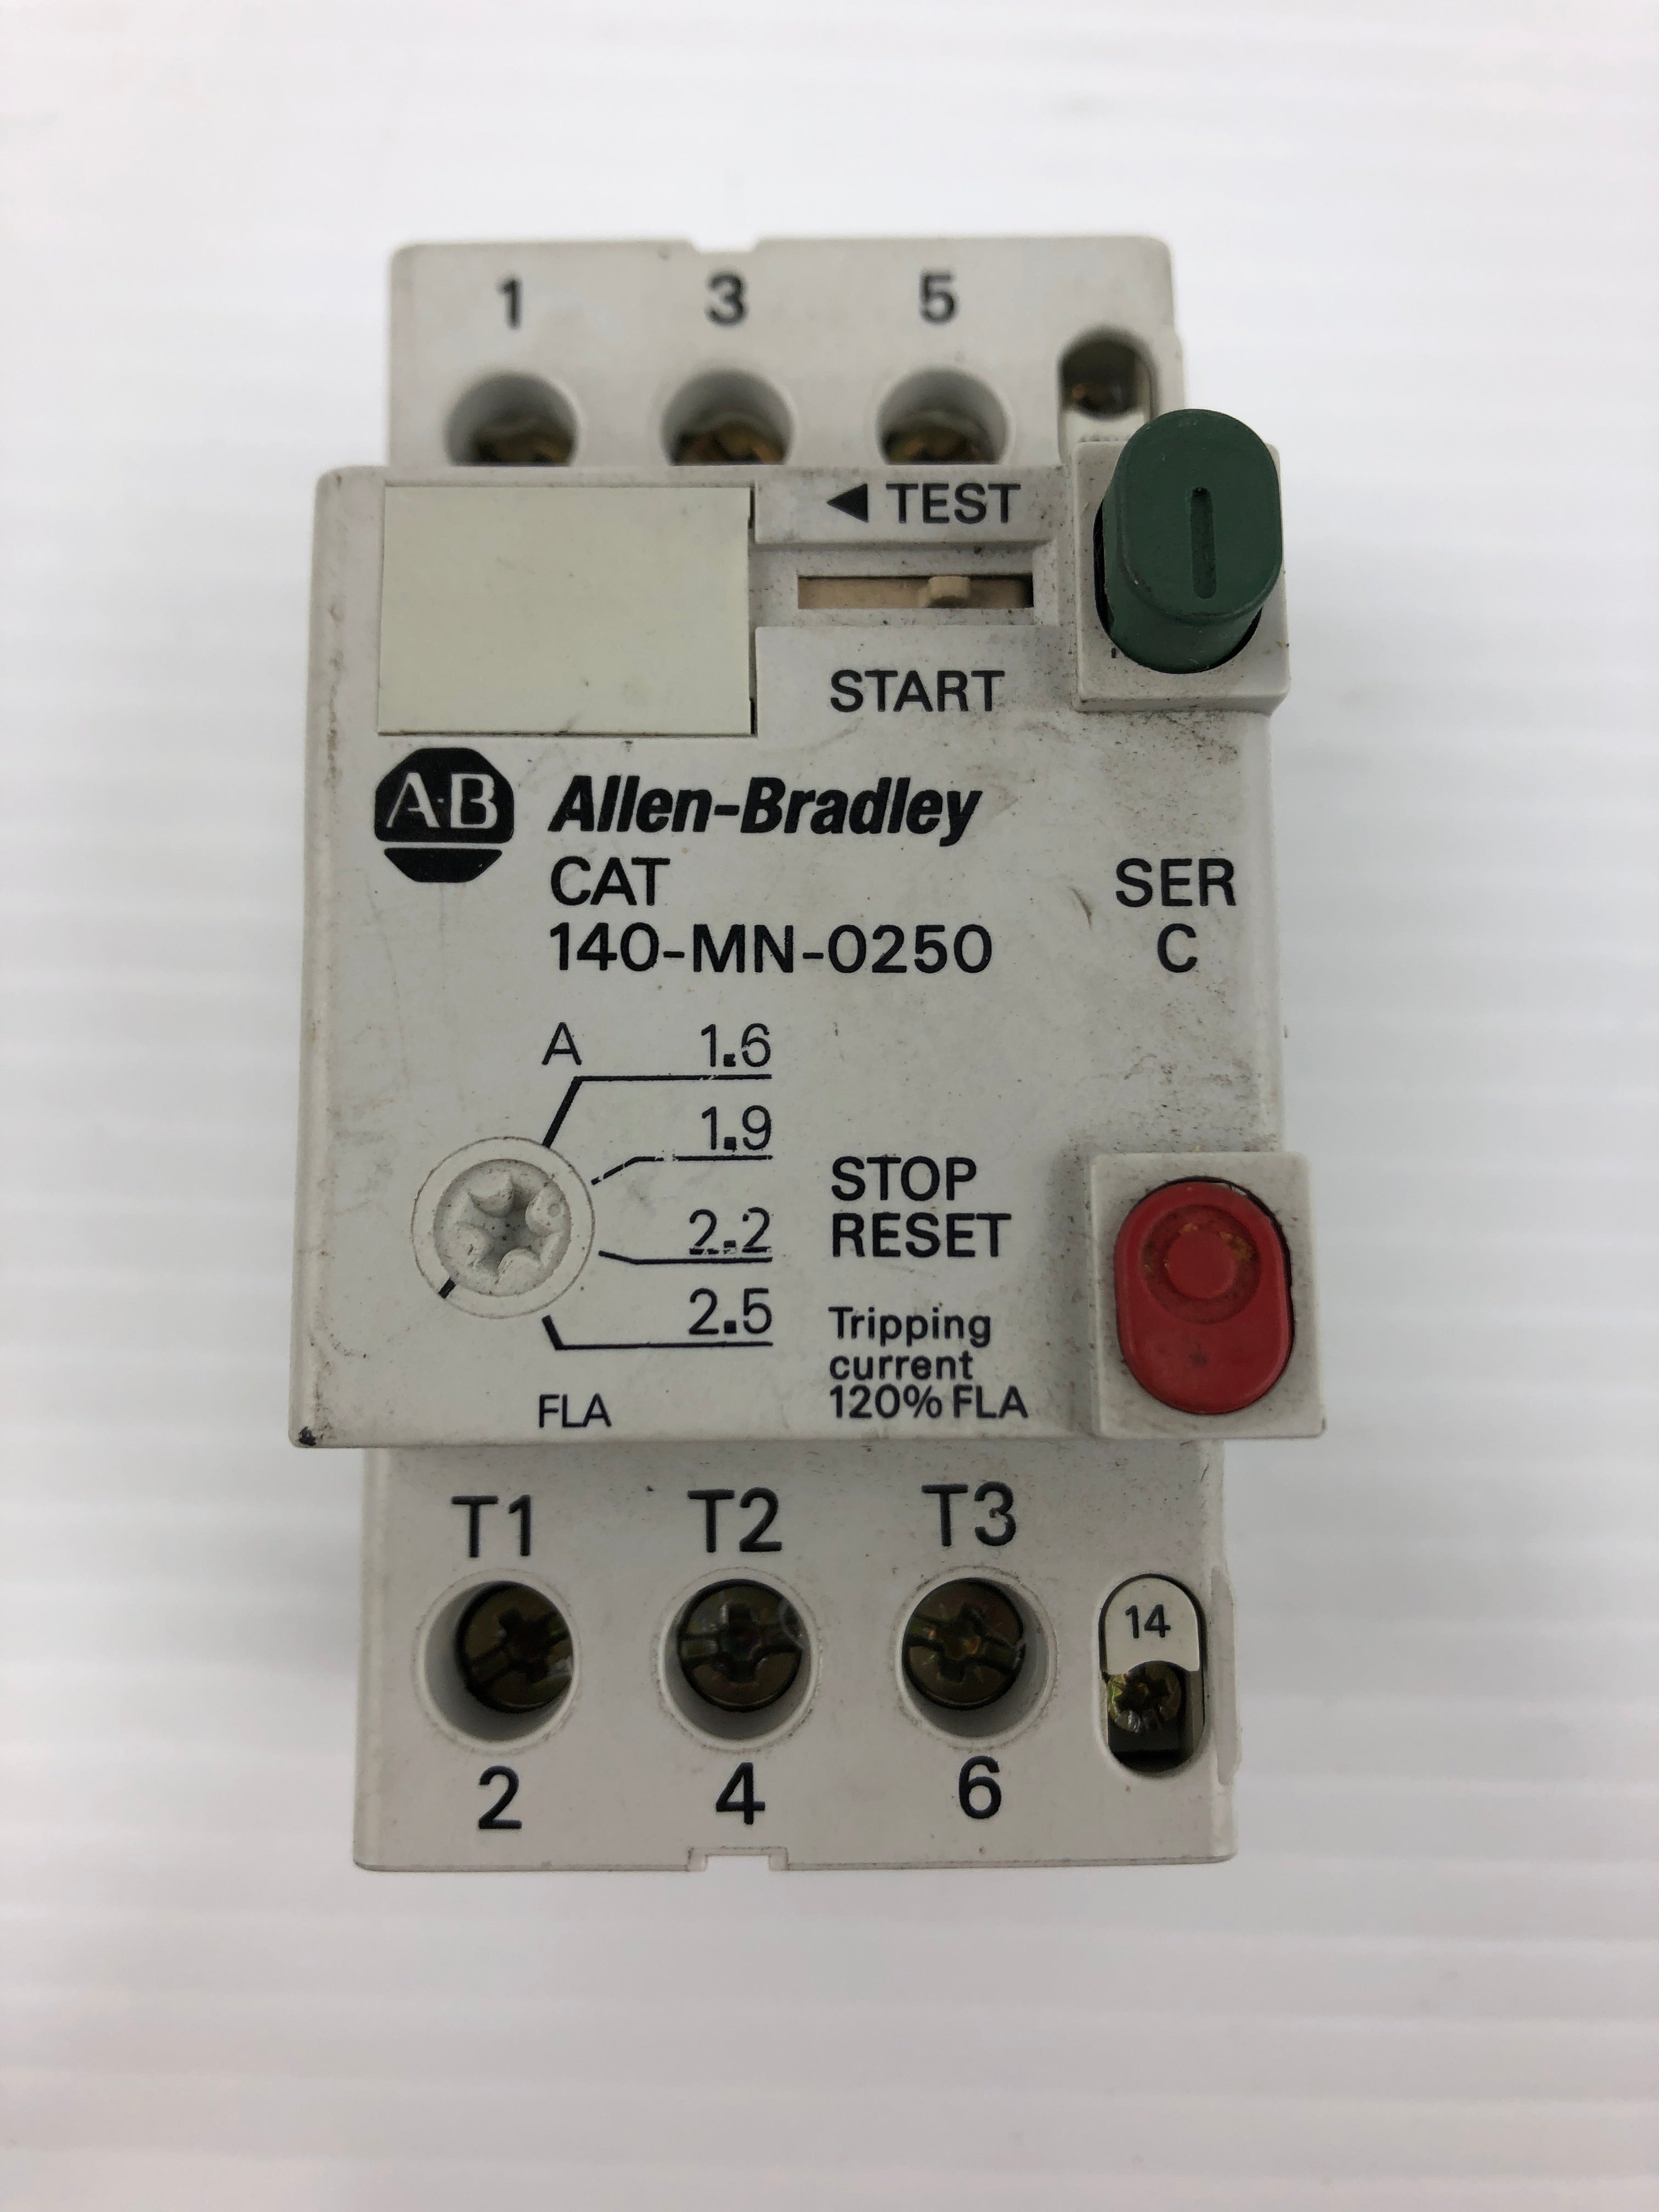 1 3 5
◀ TEST
START
A-B Allen-Bradley
CAT SER
140-MN-0250 C
A 1.6
1.9
2.2
2.5
STOP
RESET
Tripping
current
120% FLA
FLA
T1 T2 T3
14
2 4 6